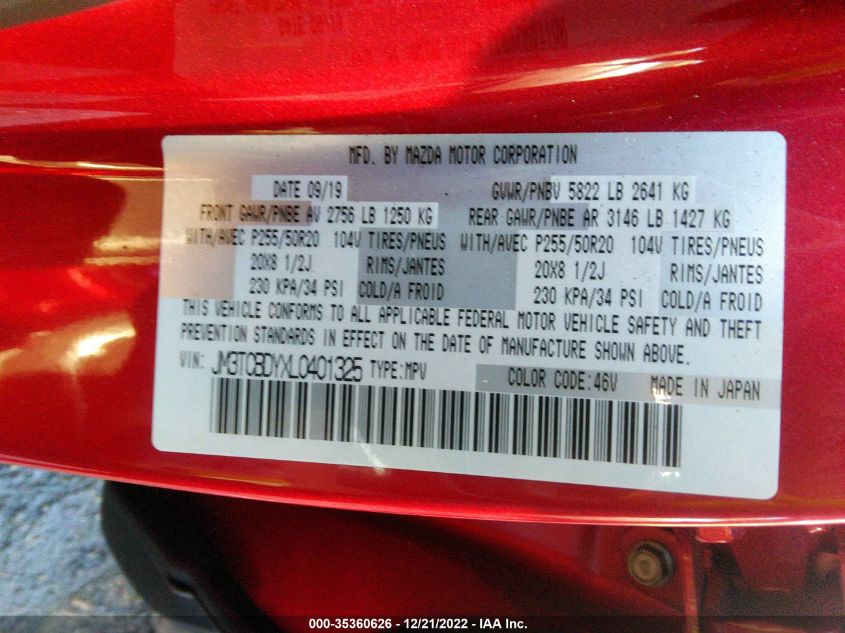 MFD. BY MAZDA MOTOR CORPORATION
DATE 09/19 GVWR/PNBV 5822 LB 2641 KG
FRONT GAWR/PNBE AV 2756 LB 1250 KG REAR GAWR/PNBE AR 3146 LB 1427 KG
WITH/AVEC P255/50R20 104V TIRES/PNEUS WITH/AVEC P255/50R20 104V TIRES/PNEUS
20X8 1/2J RIMS/JANTES 20X8 1/2J RIMS/JANTES
230 KPA/34 PSI COLD/A FROID 230 KPA/34 PSI COLD/A FROID
THIS VEHICLE CONFORMS TO ALL APPLICABLE FEDERAL MOTOR VEHICLE SAFETY AND THEFT
PREVENTION STANDARDS IN EFFECT ON THE DATE OF MANUFACTURE SHOWN ABOVE.
VIN: JM3TCBDYXL0401325 TYPE:MPV COLOR CODE:46V MADE IN JAPAN
000-35360626 - 12/21/2022 - IAA Inc.